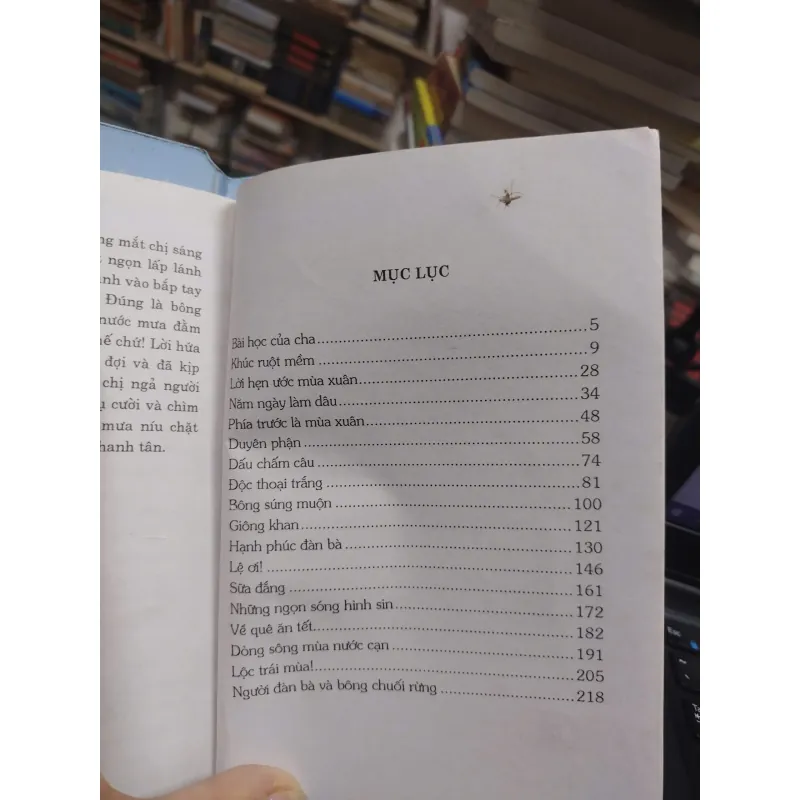 mắt chị sáng
ngọn lấp lánh
vào bắp tay
Đúng là bông
nước mưa đầm
chứ! Lời hứa
đợi và đã kịp
chị ngả người
cười và chìm
mưa níu chặt
thanh tân.
MỤC LỤC
Bài học của cha 5
Khúc ruột mềm 9
Lời hẹn ước mùa xuân 28
Năm ngày làm dâu 34
Phía trước là mùa xuân 48
Duyên phận 58
Dấu chấm câu 74
Độc thoại trắng 81
Bông súng muộn 100
Giông khan 121
Hạnh phúc đàn bà 130
Lệ ơi! 146
Sữa đắng 161
Những ngọn sóng hình sin 172
Về quê ăn tết 182
Dòng sông mùa nước cạn 191
Lộc trái mùa! 205
Người đàn bà và bông chuối rừng 218
Esc